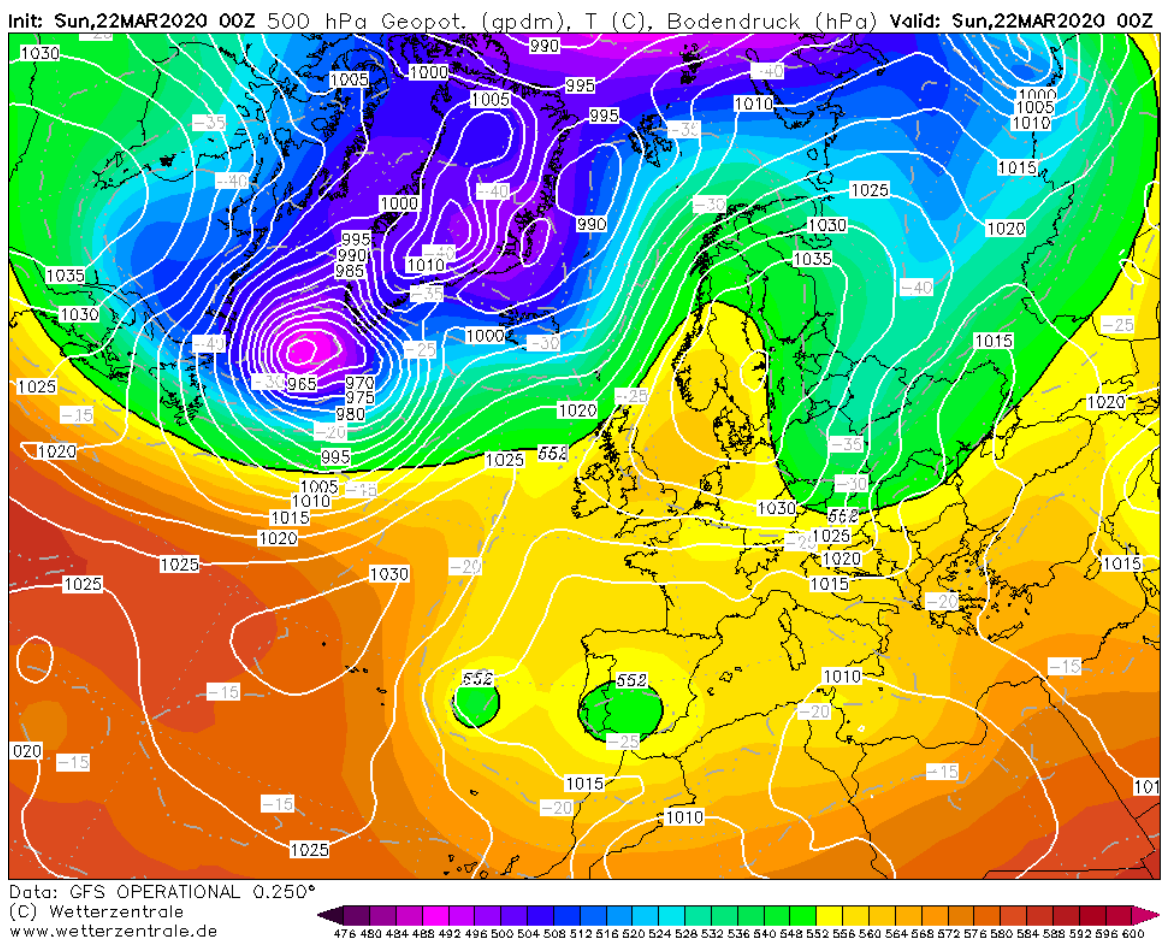 Init: Sun,22MAR2020 00Z 500 hPa Geopot. (gpdm), T (C), Bodendruck (hPa) Valid: Sun,22MAR2020 00Z
990
1030
-25
1005 1000 995 -40
1005 1010 1000
995 1005
-35 -35 1010
1015
-40 -40 1025
1000 -30
990 1030 1020
995
990 -40 1035
985 1010
1035 -40
-35
1030 -25
1000 1015
-40 -25 -30
965 970
1025 -30 975 -25
-15 980 1020 1020
-20
1020 995 1025 552 -35
1005 -15 -30
1010 1030
1015 552
1020 -25 1025
1025 -20 1020 1015
1025 1030 1015
-20
-15
552 552 1010
-15
-20
-25
020
-15 1015 -15
-15 -20 101
1010
1025
Data: GFS OPERATIONAL 0.250°
(C) Wetterzentrale
www.wetterzentrale.de
476 480 484 488 492 496 500 504 508 512 516 520 524 528 532 536 540 548 552 556 560 564 568 572 576 580 584 588 592 596 600